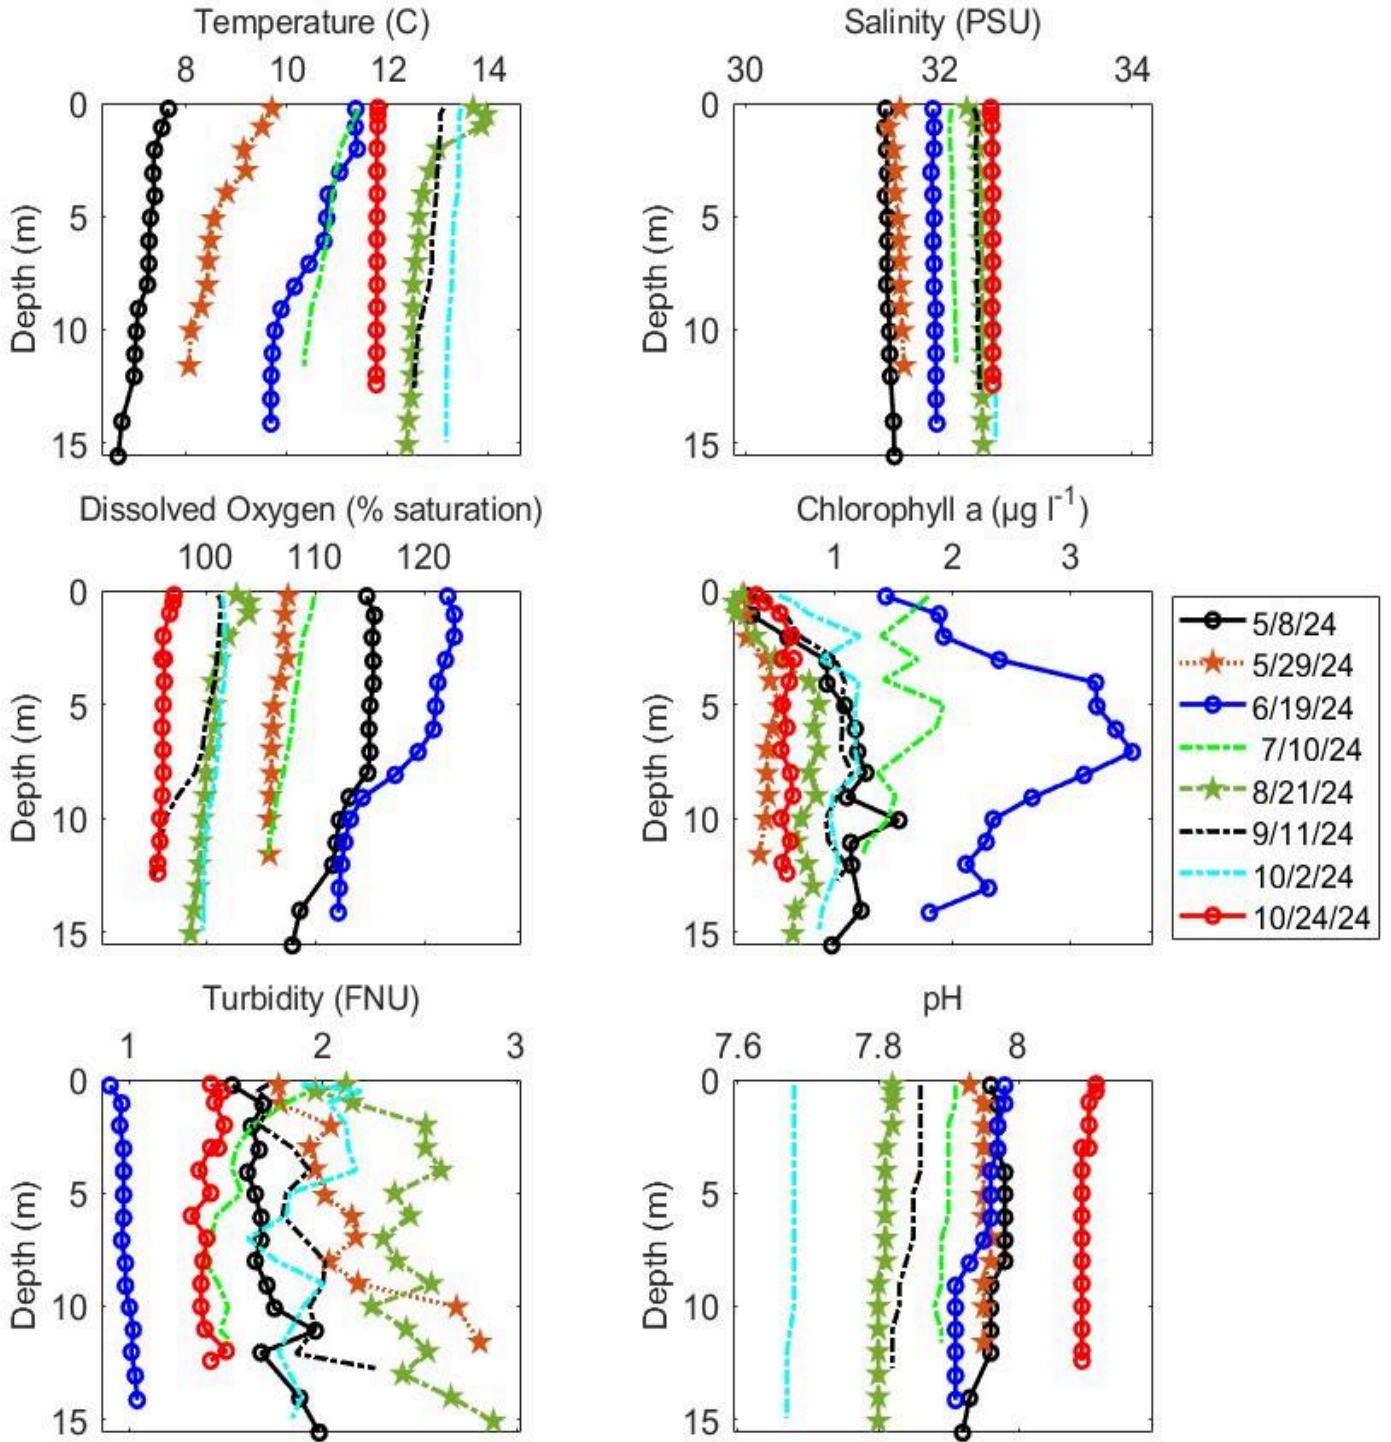 Temperature (C)
8 10 12 14
0
5
10
15
Depth (m)
Salinity (PSU)
30 32 34
0
5
10
15
Depth (m)
Dissolved Oxygen (% saturation)
100 110 120
0
5
10
15
Depth (m)
Chlorophyll a (µg l⁻¹)
1 2 3
0
5
10
15
Depth (m)
5/8/24
5/29/24
6/19/24
7/10/24
8/21/24
9/11/24
10/2/24
10/24/24
Turbidity (FNU)
1 2 3
0
5
10
15
Depth (m)
pH
7.6 7.8 8
0
5
10
15
Depth (m)